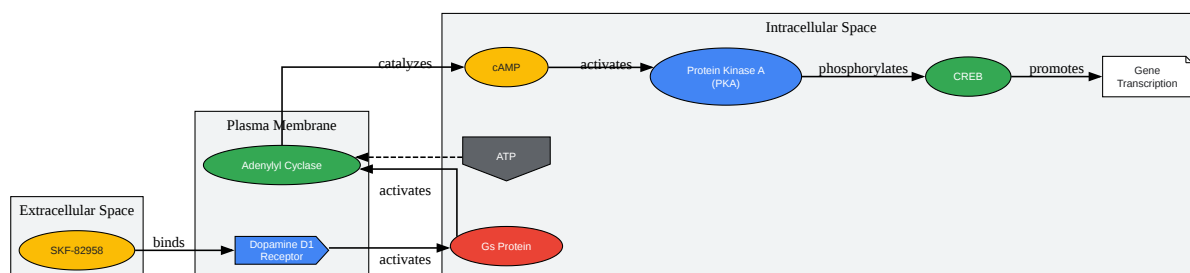 Intracellular Space
catalyzes
cAMP
activates
Protein Kinase A
(PKA)
phosphorylates
CREB
promotes
Gene
Transcription
Plasma Membrane
Adenylyl Cyclase
ATP
activates
Extracellular Space
SKF-82958
binds
Dopamine D1
Receptor
activates
Gs Protein